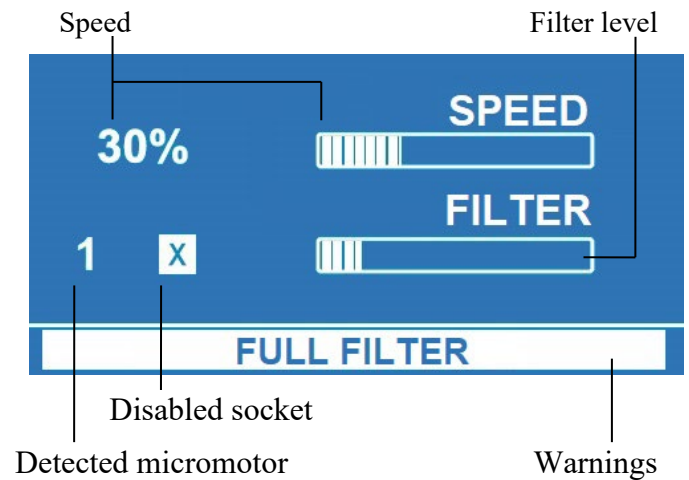 Speed Filter level
SPEED
30%
FILTER
1 X
FULL FILTER
Disabled socket
Detected micromotor Warnings